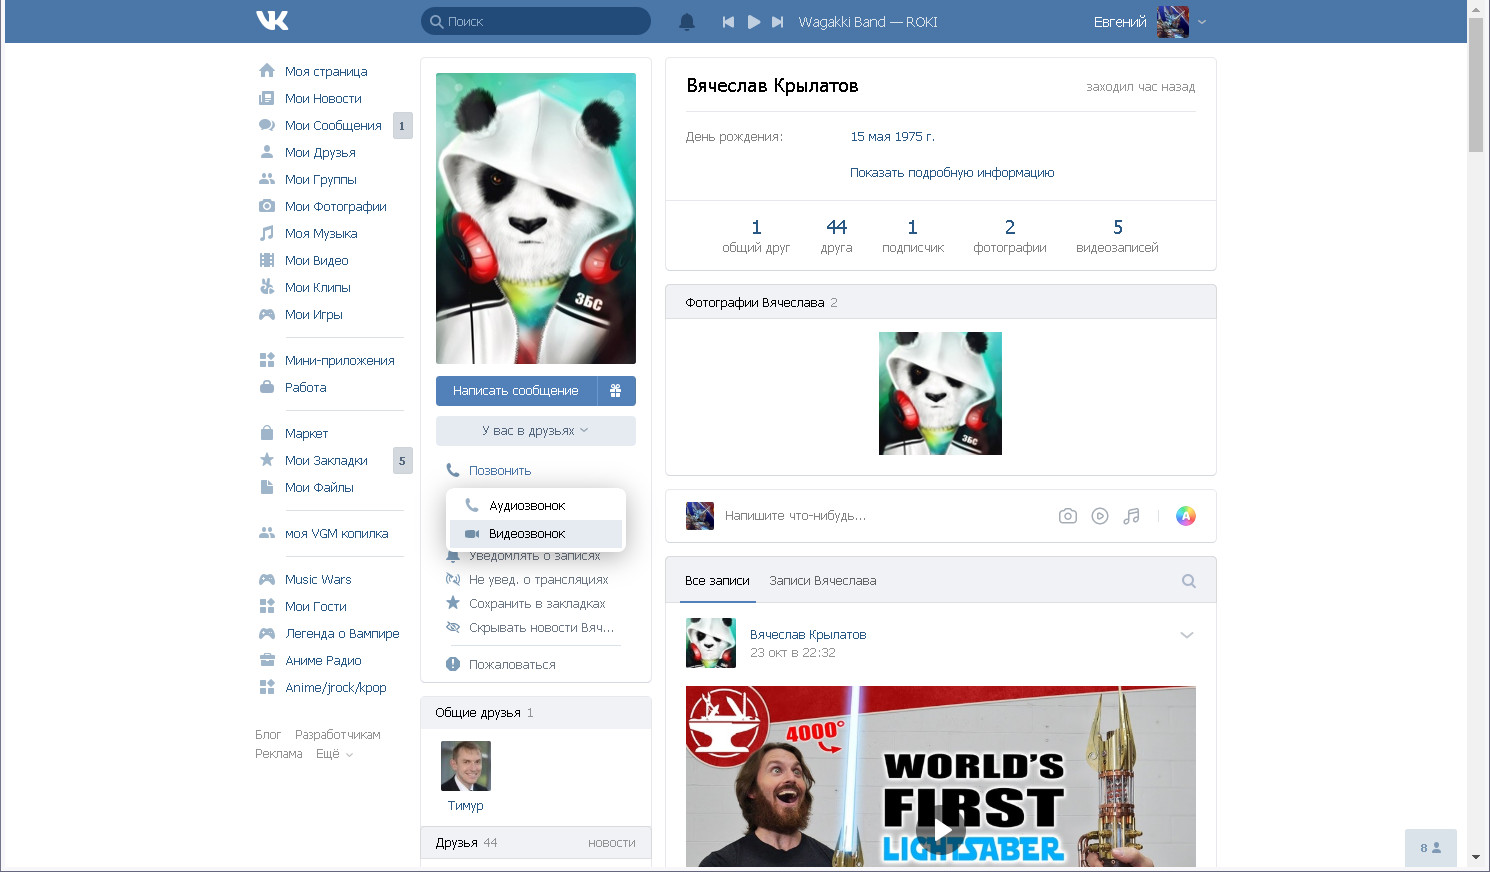 Поиск
Wagakki Band — ROKI
Евгений
Моя страница
Мои Новости
Мои Сообщения 1
Мои Друзья
Мои Группы
Мои Фотографии
Моя Музыка
Мои Видео
Мои Клипы
Мои Игры
Мини-приложения
Работа
Маркет
Мои Закладки 5
Мои Файлы
моя VGM копилка
Music Wars
Мои Гости
Легенда о Вампире
Аниме Радио
Anime/jrock/kpop
Блог Разработчикам
Реклама Ещё
ЗБС
Написать сообщение
У вас в друзьях
Позвонить
Аудиозвонок
Видеозвонок
Уведомлять о записях
Не увед. о трансляциях
Сохранить в закладках
Скрывать новости Вяч...
Пожаловаться
Общие друзья 1
Тимур
Друзья 44 новости
Вячеслав Крылатов
заходил час назад
День рождения: 15 мая 1975 г.
Показать подробную информацию
1 44 1 2 5
общий друг друга подписчик фотографии видеозаписей
Фотографии Вячеслава 2
ЗБС
Напишите что-нибудь...
Все записи Записи Вячеслава
Вячеслав Крылатов
23 окт в 22:32
4000°
WORLD'S
FIRST
LIGHTSABER
8